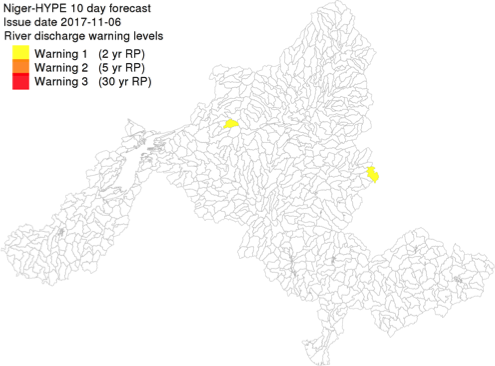 Niger-HYPE 10 day forecast
Issue date 2017-11-06
River discharge warning levels
Warning 1 (2 yr RP)
Warning 2 (5 yr RP)
Warning 3 (30 yr RP)